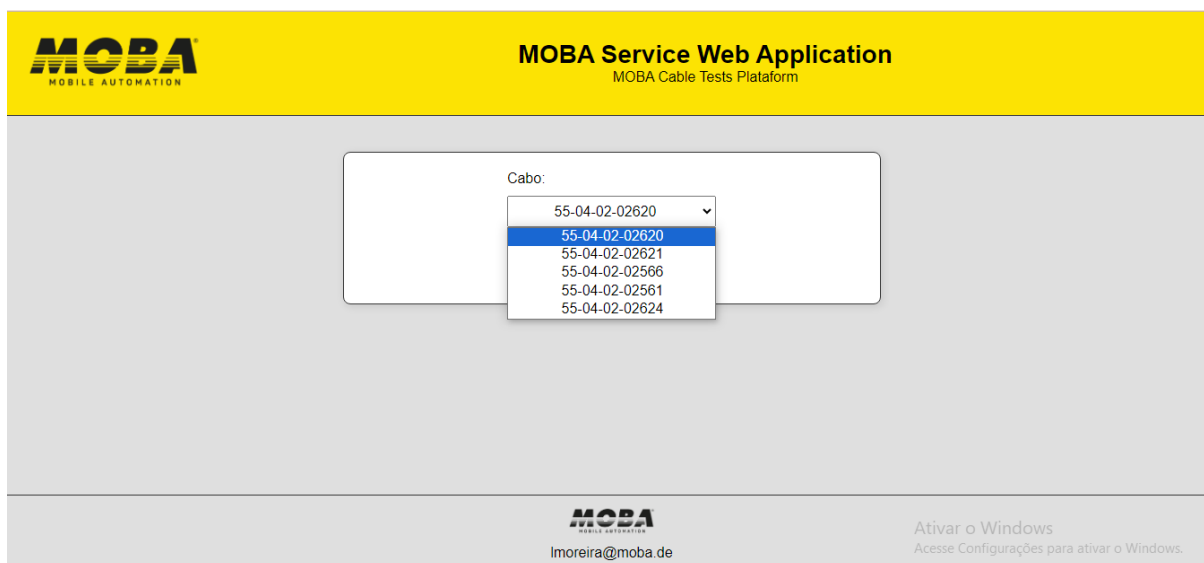 MOBA
MOBILE AUTOMATION
MOBA Service Web Application
MOBA Cable Tests Plataform
Cabo:
55-04-02-02620
55-04-02-02620
55-04-02-02621
55-04-02-02566
55-04-02-02561
55-04-02-02624
MOBA
MOBILE AUTOMATION
lmoreira@moba.de
Ativar o Windows
Acesse Configurações para ativar o Windows.